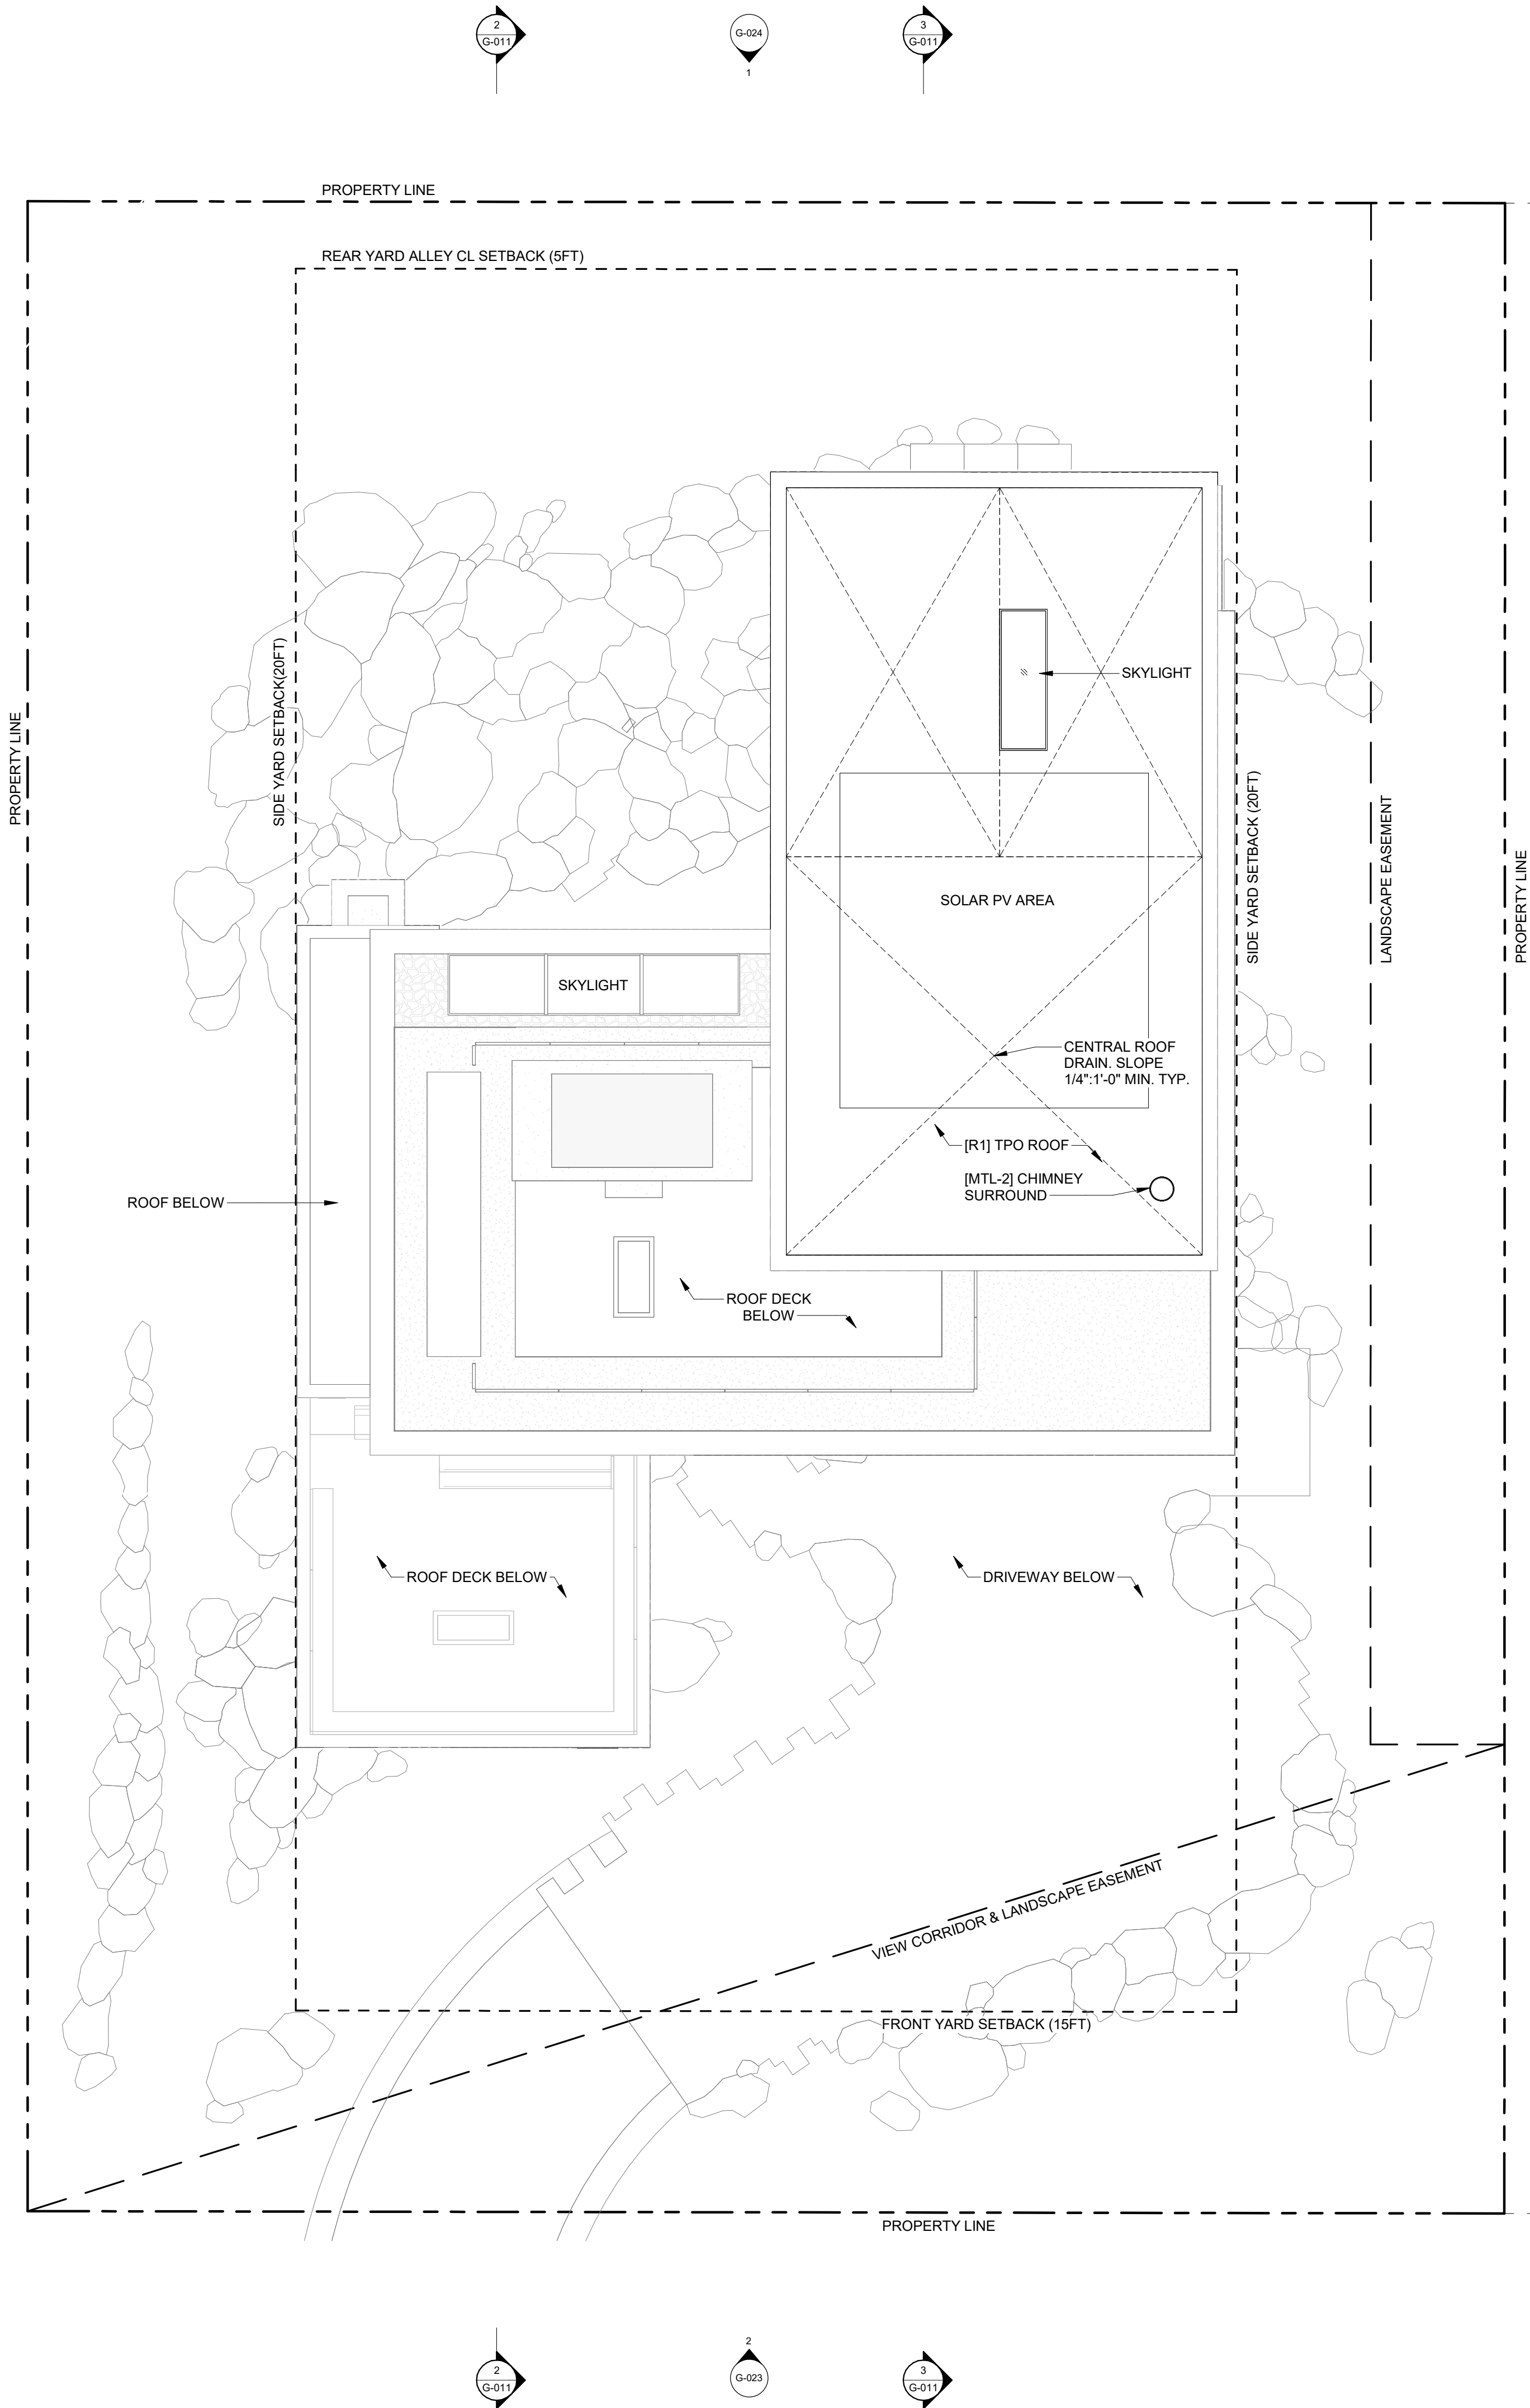 2
G-011
G-024
1
3
G-011
PROPERTY LINE
REAR YARD ALLEY CL SETBACK (5FT)
SIDE YARD SETBACK(20FT)
PROPERTY LINE
SKYLIGHT
SIDE YARD SETBACK (20FT)
LANDSCAPE EASEMENT
PROPERTY LINE
SOLAR PV AREA
SKYLIGHT
CENTRAL ROOF
DRAIN. SLOPE
1/4":1'-0" MIN. TYP.
[R1] TPO ROOF
[MTL-2] CHIMNEY
SURROUND
ROOF BELOW
ROOF DECK
BELOW
ROOF DECK BELOW
DRIVEWAY BELOW
VIEW CORRIDOR & LANDSCAPE EASEMENT
FRONT YARD SETBACK (15FT)
PROPERTY LINE
2
G-011
2
G-023
3
G-011